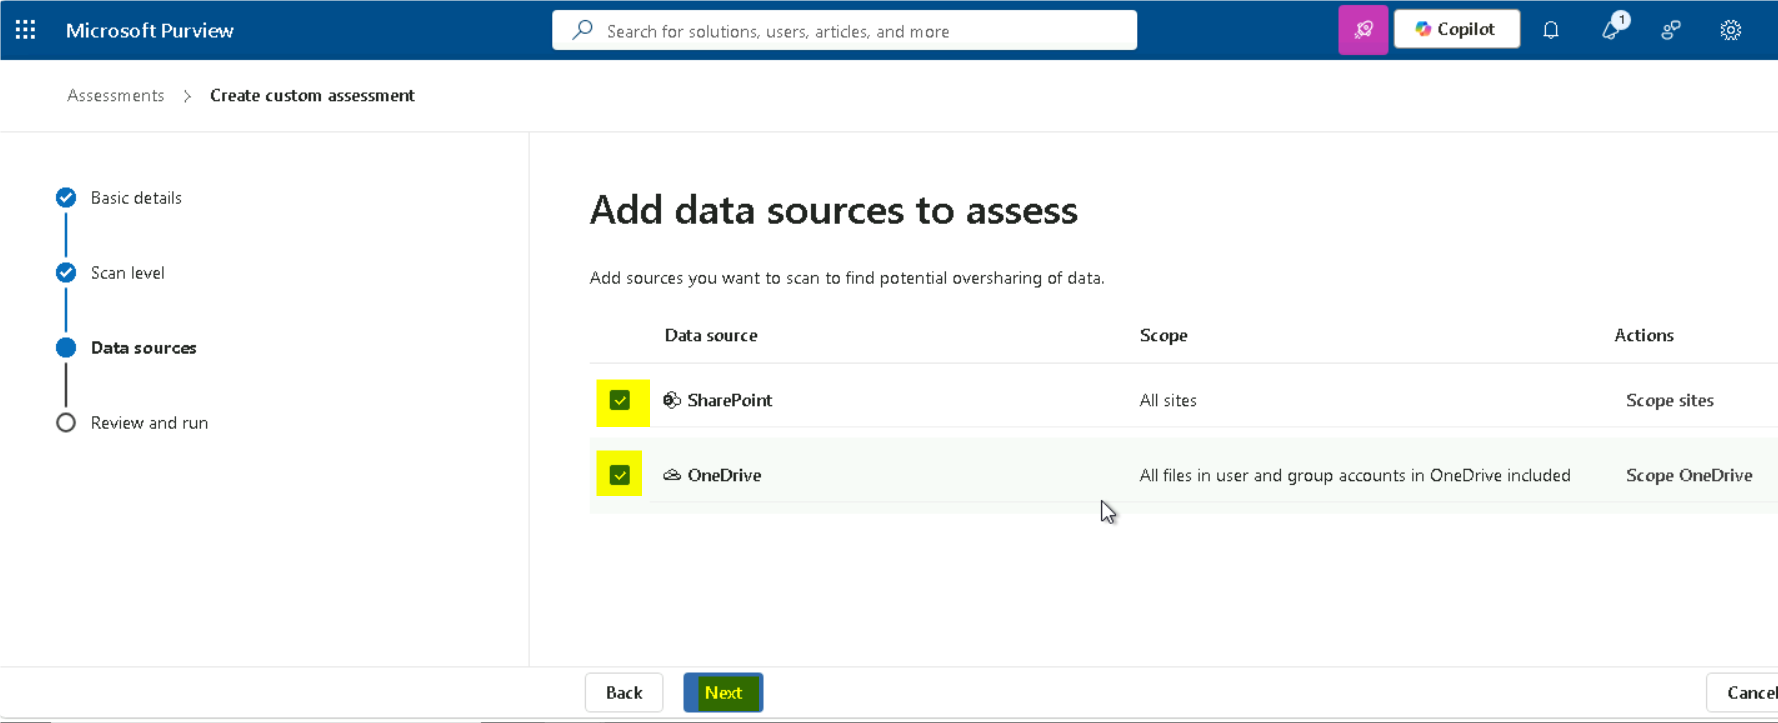 Microsoft Purview
Search for solutions, users, articles, and more
Copilot
1
Assessments > Create custom assessment
Basic details
Scan level
Data sources
Review and run
Add data sources to assess
Add sources you want to scan to find potential oversharing of data.
Data source Scope Actions
SharePoint All sites Scope sites
OneDrive All files in user and group accounts in OneDrive included Scope OneDrive
Back Next Cancel